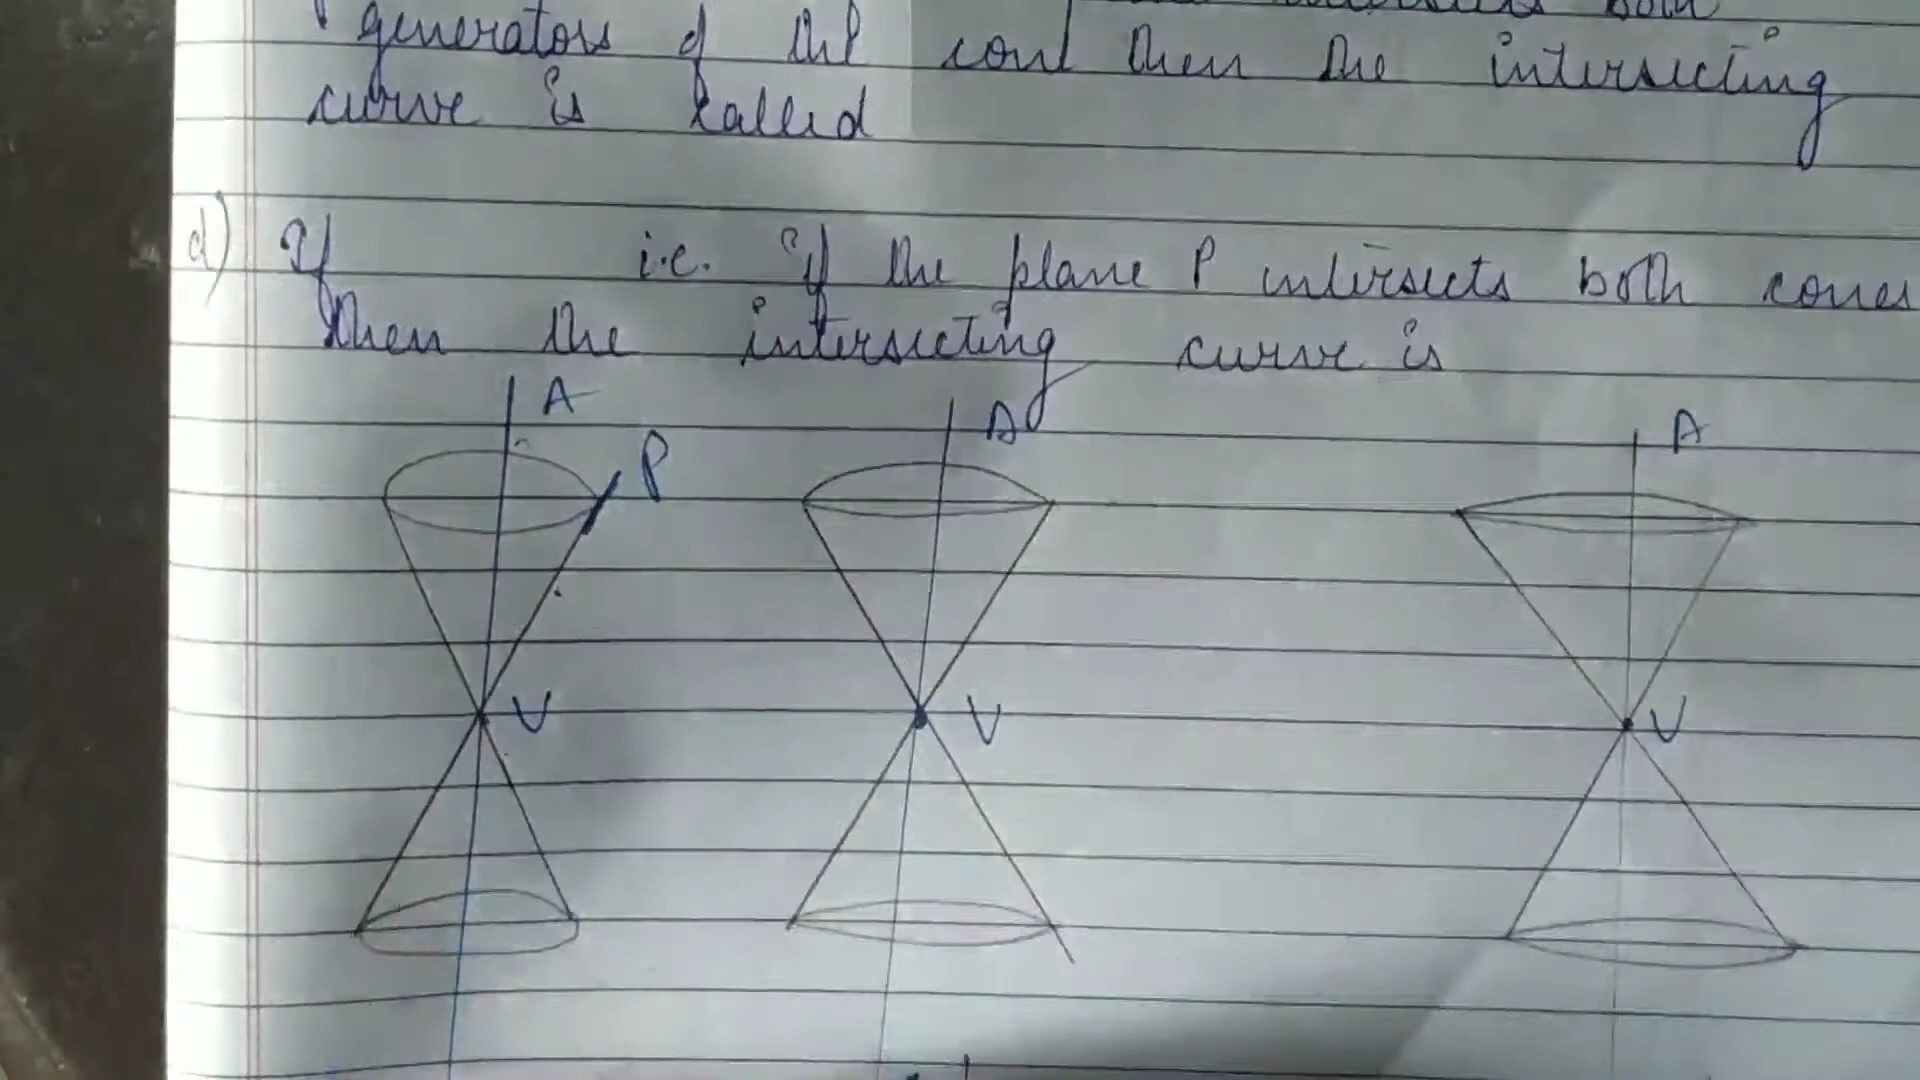 both
generators of the cone then the intersecting
curve is called
d) If i.e. if the plane P intersects both cones
then the intersecting curve is
A A A
P
V V V